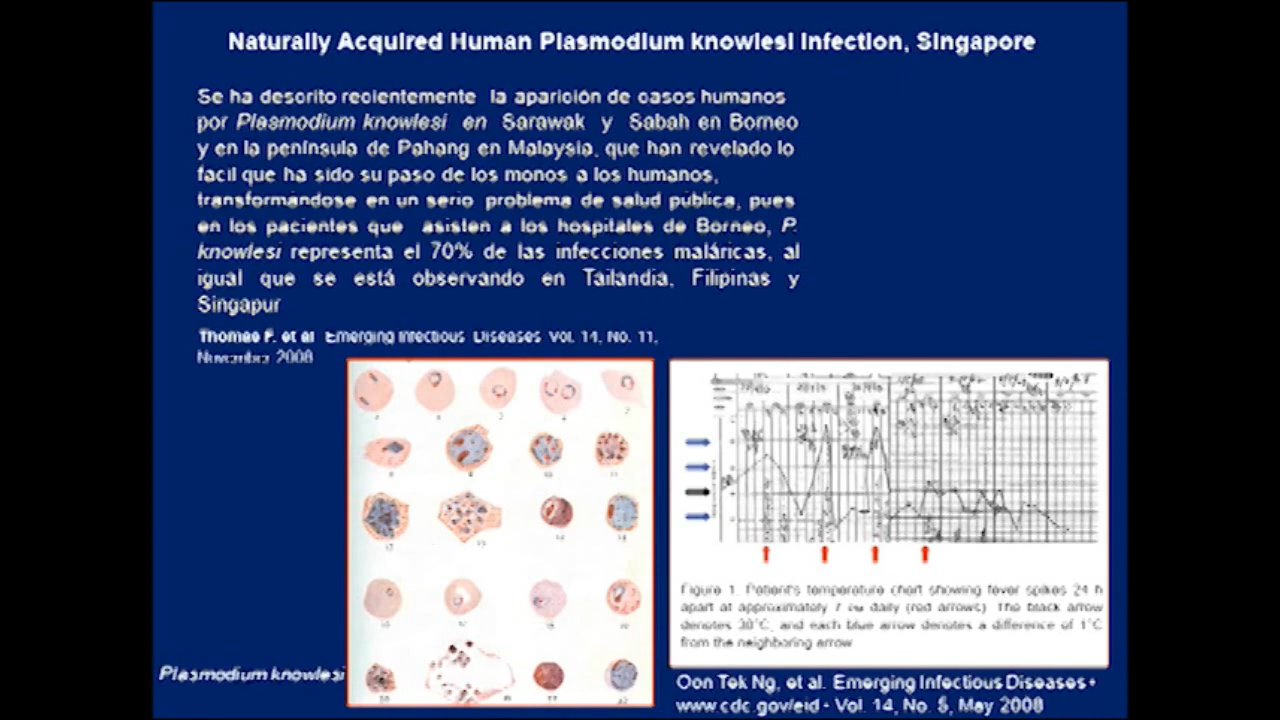 Naturally Acquired Human Plasmodium knowlesi Infection, Singapore
Se ha descrito recientemente la aparición de casos humanos
por Plasmodium knowlesi en Sarawak y Sabah en Borneo
y en la península de Pahang en Malaysia, que han revelado lo
facil que ha sido su paso de los monos a los humanos,
transformándose en un serio problema de salud pública, pues
en los pacientes que asisten a los hospitales de Borneo, P.
knowlesi representa el 70% de las infecciones maláricas, al
igual que se está observando en Tailandia, Filipinas y
Singapur
Thomas F. et al Emerging Infectious Diseases Vol. 14, No. 11,
2008
Figure 1. Patient's temperature chart showing fever spikes 24 h
apart at approximately 7 daily (red arrows). The black arrow
denotes 38°C, and each blue arrow denotes a difference of 1°C
from the neighboring arrow
Plasmodium knowlesi
Oon Tek Ng, et al. Emerging Infectious Diseases •
www.cdc.gov/eid • Vol. 14, No. 5, May 2008